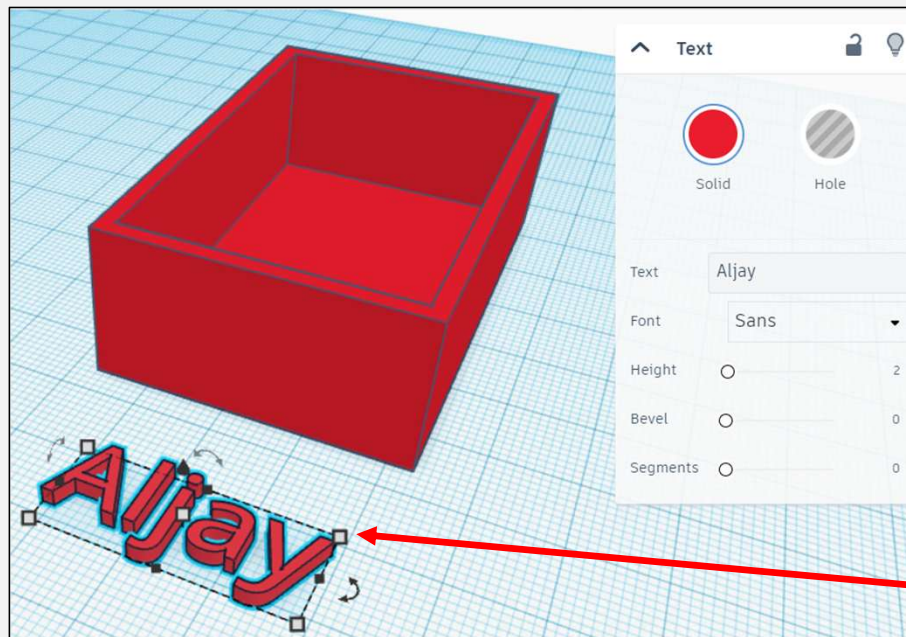 Text
Solid Hole
Text Aljay
Font Sans
Height 2
Bevel 0
Segments 0
Aljay